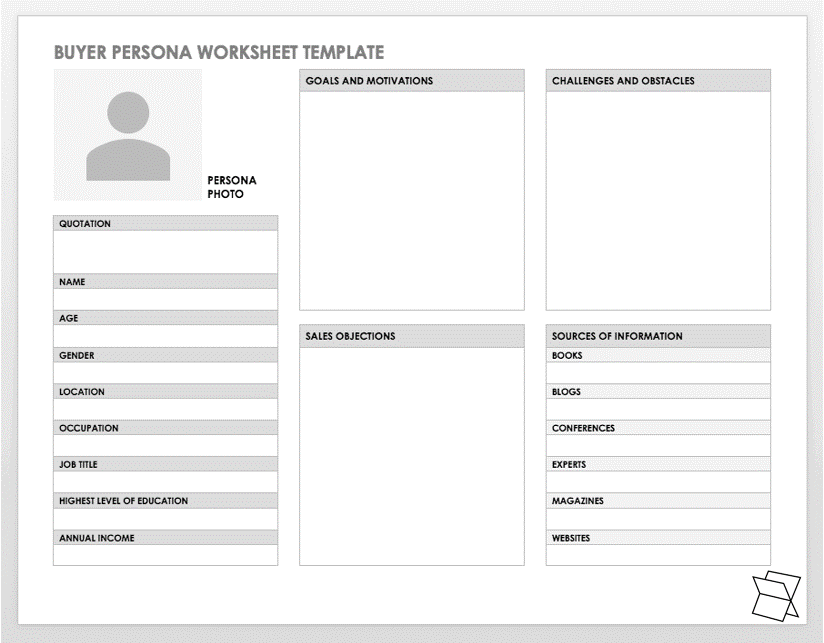 BUYER PERSONA WORKSHEET TEMPLATE
PERSONA
PHOTO
QUOTATION
NAME
AGE
GENDER
LOCATION
OCCUPATION
JOB TITLE
HIGHEST LEVEL OF EDUCATION
ANNUAL INCOME
GOALS AND MOTIVATIONS
SALES OBJECTIONS
CHALLENGES AND OBSTACLES
SOURCES OF INFORMATION
BOOKS
BLOGS
CONFERENCES
EXPERTS
MAGAZINES
WEBSITES